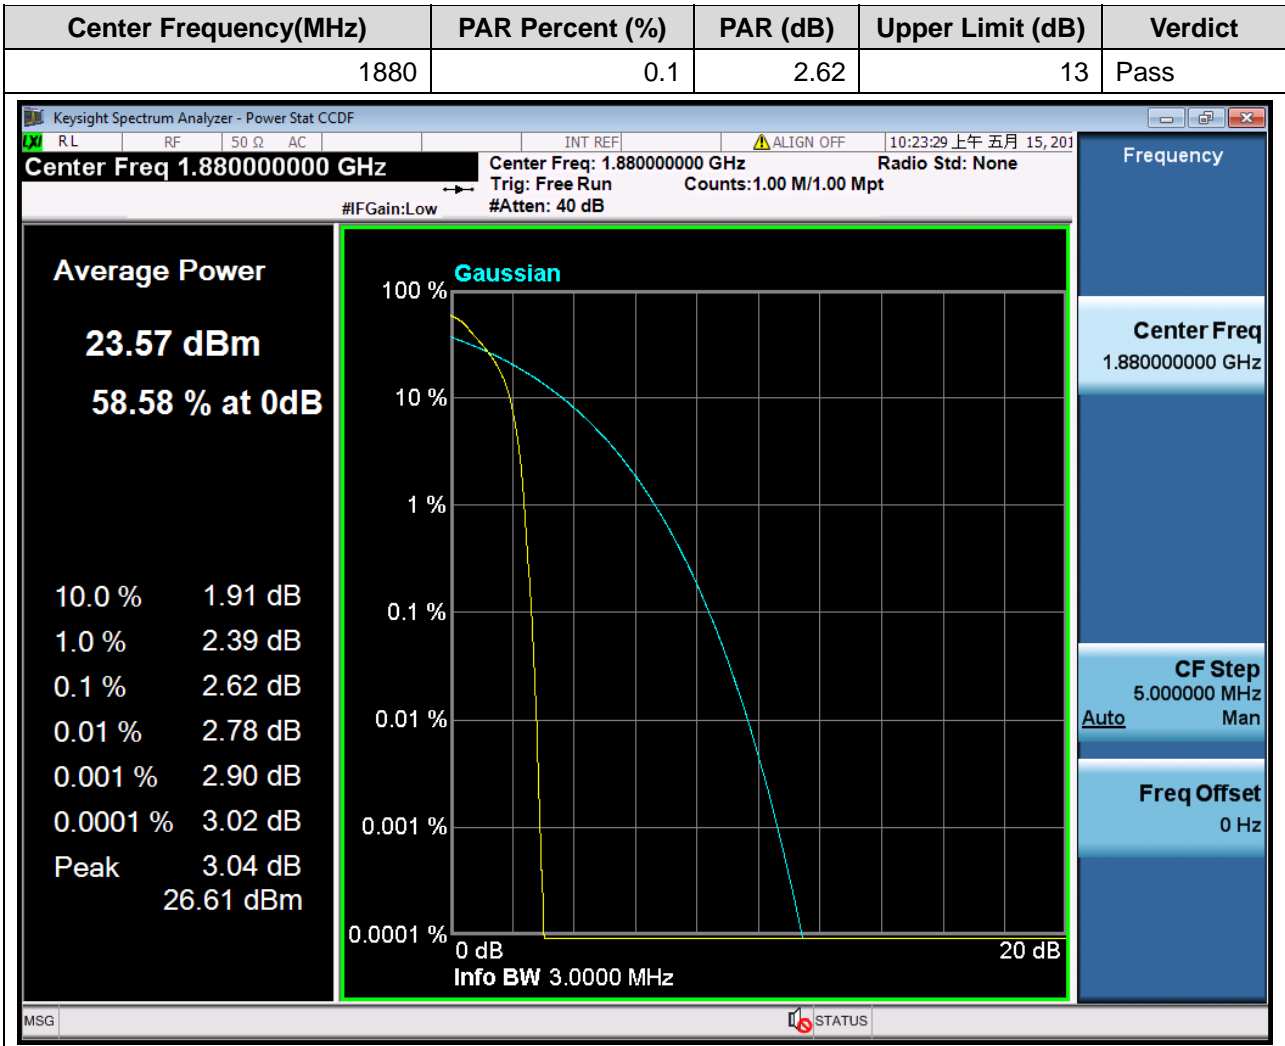 Center Frequency(MHz) PAR Percent (%) PAR (dB) Upper Limit (dB) Verdict
1880 0.1 2.62 13 Pass
Keysight Spectrum Analyzer - Power Stat CCDF
LXI RL RF 50 Ω AC INT REF ALIGN OFF 10:23:29 上午 五月 15, 201
Center Freq 1.880000000 GHz
Center Freq: 1.880000000 GHz Radio Std: None
Trig: Free Run Counts:1.00 M/1.00 Mpt
#IFGain:Low #Atten: 40 dB
Frequency
Average Power
23.57 dBm
58.58 % at 0dB
10.0 % 1.91 dB
1.0 % 2.39 dB
0.1 % 2.62 dB
0.01 % 2.78 dB
0.001 % 2.90 dB
0.0001 % 3.02 dB
Peak 3.04 dB
26.61 dBm
Gaussian
100 %
10 %
1 %
0.1 %
0.01 %
0.001 %
0.0001 %
0 dB 20 dB
Info BW 3.0000 MHz
Center Freq
1.880000000 GHz
CF Step
5.000000 MHz
Auto Man
Freq Offset
0 Hz
MSG STATUS